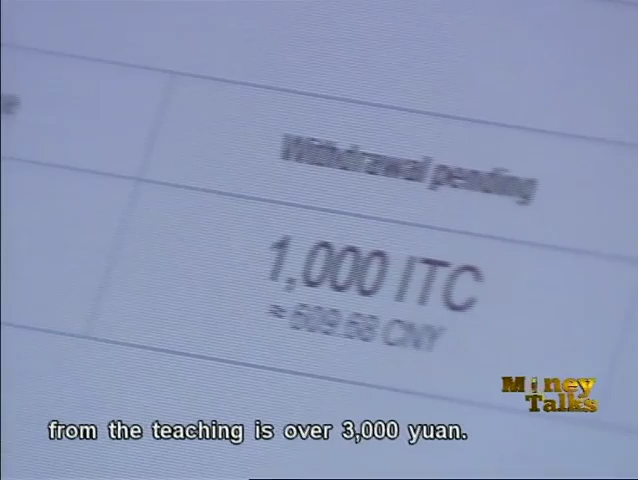 Withdrawal pending
1,000 ITC
≈ 609.68 CNY
Money
Talks
from the teaching is over 3,000 yuan.